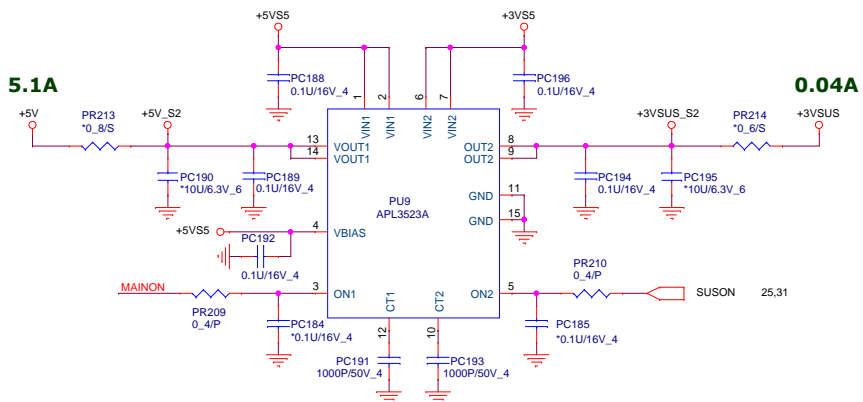 +5VS5
+3VS5
5.1A
0.04A
PC188
0.1U/16V_4
PC196
0.1U/16V_4
+5V
PR213
*0_8/S
+5V_S2
+3VSUS_S2
PR214
*0_6/S
+3VSUS
1
2
6
7
VIN1
VIN1
VIN2
VIN2
13
VOUT1
14
VOUT1
OUT2
8
OUT2
9
PC190
*10U/6.3V_6
PC189
0.1U/16V_4
PC194
0.1U/16V_4
PC195
*10U/6.3V_6
GND
11
GND
15
PU9
APL3523A
+5VS5
4
VBIAS
PC192
0.1U/16V_4
MAINON
PR209
0_4/P
3
ON1
CT1
CT2
ON2
5
PR210
0_4/P
SUSON
25,31
12
10
PC184
*0.1U/16V_4
PC185
*0.1U/16V_4
PC191
1000P/50V_4
PC193
1000P/50V_4